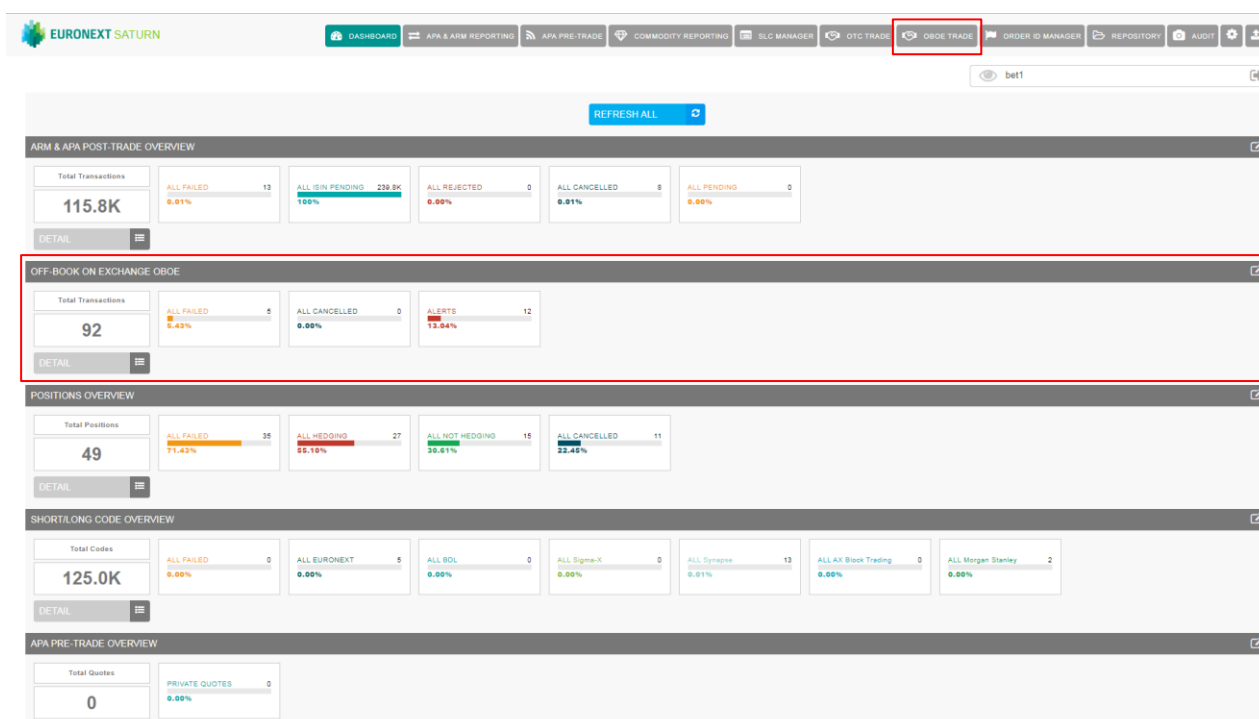 EURONEXT SATURN
DASHBOARD
APA & ARM REPORTING
APA PRE-TRADE
COMMODITY REPORTING
SLC MANAGER
OTC TRADE
OBOE TRADE
ORDER ID MANAGER
REPOSITORY
AUDIT
bet1
REFRESH ALL
ARM & APA POST-TRADE OVERVIEW
Total Transactions
115.8K
DETAIL
ALL FAILED 13
0.01%
ALL ISIN PENDING 239.8K
100%
ALL REJECTED 0
0.00%
ALL CANCELLED 8
0.01%
ALL PENDING 0
0.00%
OFF-BOOK ON EXCHANGE OBOE
Total Transactions
92
DETAIL
ALL FAILED 5
5.43%
ALL CANCELLED 0
0.00%
ALERTS 12
13.04%
POSITIONS OVERVIEW
Total Positions
49
DETAIL
ALL FAILED 35
71.43%
ALL HEDGING 27
55.10%
ALL NOT HEDGING 15
30.61%
ALL CANCELLED 11
22.45%
SHORT/LONG CODE OVERVIEW
Total Codes
125.0K
DETAIL
ALL FAILED 0
0.00%
ALL EURONEXT 5
0.00%
ALL BDL 0
0.00%
ALL Sigma-X 0
0.00%
ALL Synapse 13
0.01%
ALL AX Block Trading 0
0.00%
ALL Morgan Stanley 2
0.00%
APA PRE-TRADE OVERVIEW
Total Quotes
0
PRIVATE QUOTES 0
0.00%